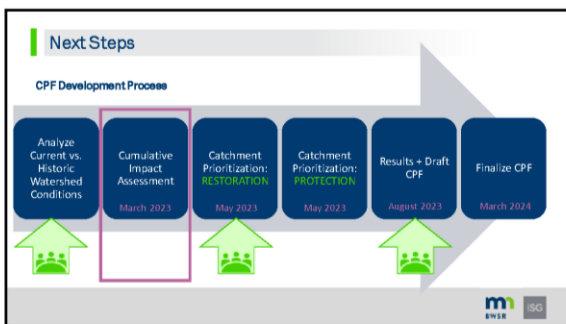 Next Steps
CPF Development Process
Analyze
Current vs.
Historic
Watershed
Conditions
Cumulative
Impact
Assessment
March 2023
Catchment
Prioritization:
RESTORATION
May 2023
Catchment
Prioritization:
PROTECTION
May 2023
Results + Draft
CPF
August 2023
Finalize CPF
March 2024
mn
BWSR
ISG